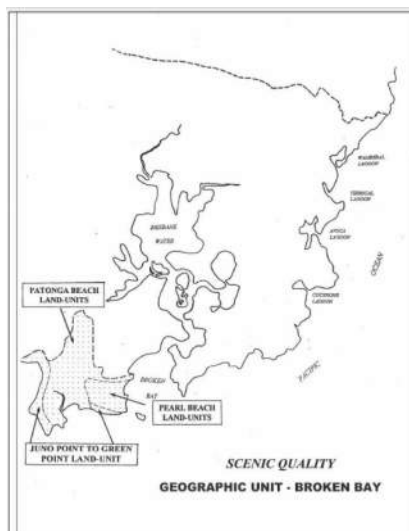 WAMBERAL
LAGOON
TERRIGAL
LAGOON
AVOCA
LAGOON
BRISBANE
WATER
OCEAN
COCKRONE
LAGOON
PATONGA BEACH
LAND-UNITS
PACIFIC
BROKEN
BAY
PEARL BEACH
LAND-UNITS
JUNO POINT TO GREEN
POINT LAND-UNIT
SCENIC QUALITY
GEOGRAPHIC UNIT - BROKEN BAY